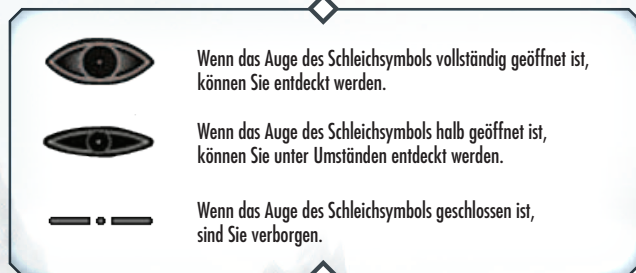 Wenn das Auge des Schleichsymbols vollständig geöffnet ist,
können Sie entdeckt werden.
Wenn das Auge des Schleichsymbols halb geöffnet ist,
können Sie unter Umständen entdeckt werden.
Wenn das Auge des Schleichsymbols geschlossen ist,
sind Sie verborgen.